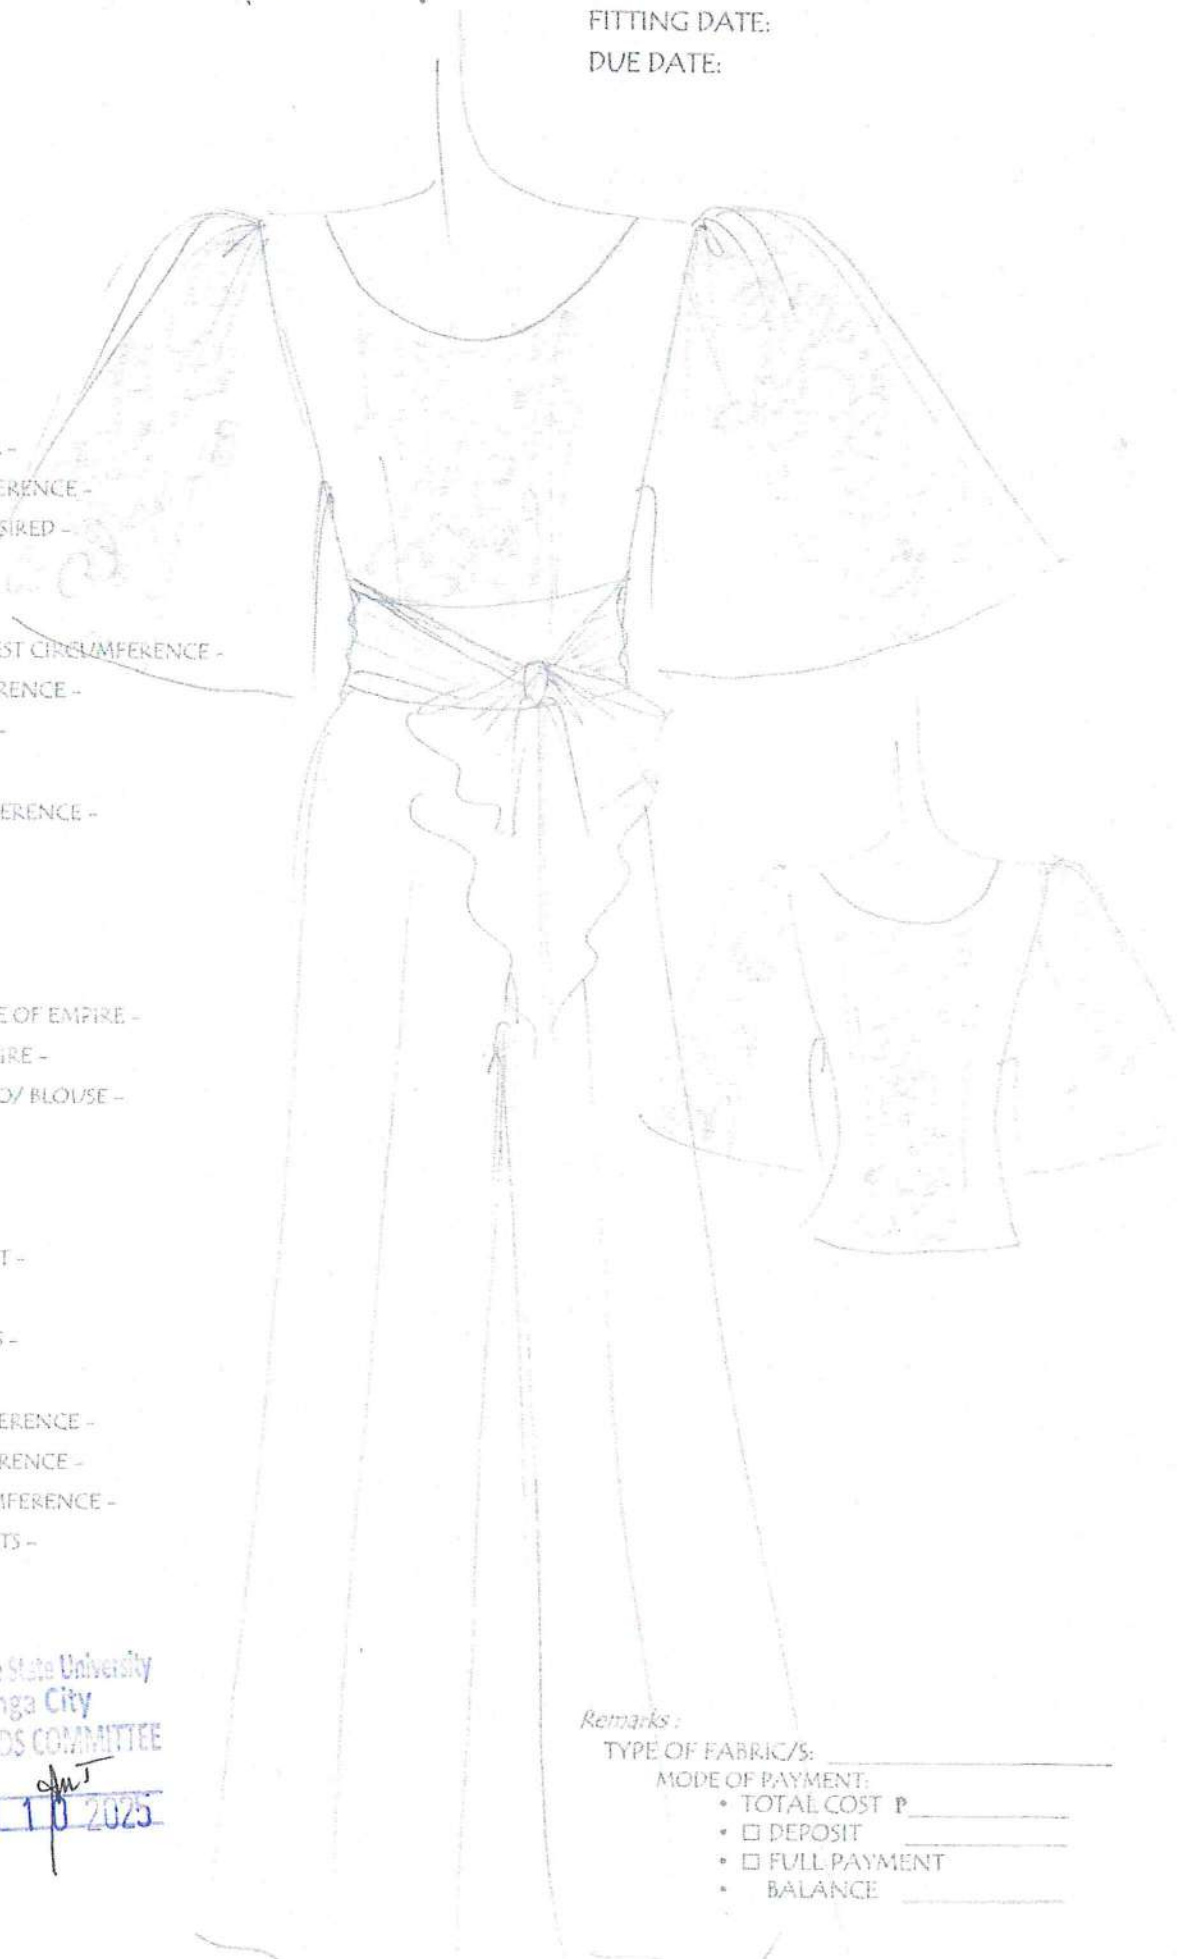 FITTING DATE:
DUE DATE:
ERENCE -
SIRED -
EST CIRCUMFERENCE -
RENCE -
-
ERENCE -
E OF EMPIRE -
IRE -
O/ BLOUSE -
T -
S -
ERENCE -
RENCE -
MFERENCE -
TS -
State University
nga City
DS COMMITTEE
10 2025
Remarks :
TYPE OF FABRIC/S:
MODE OF PAYMENT:
• TOTAL COST ₱
• ☐ DEPOSIT
• ☐ FULL PAYMENT
• BALANCE